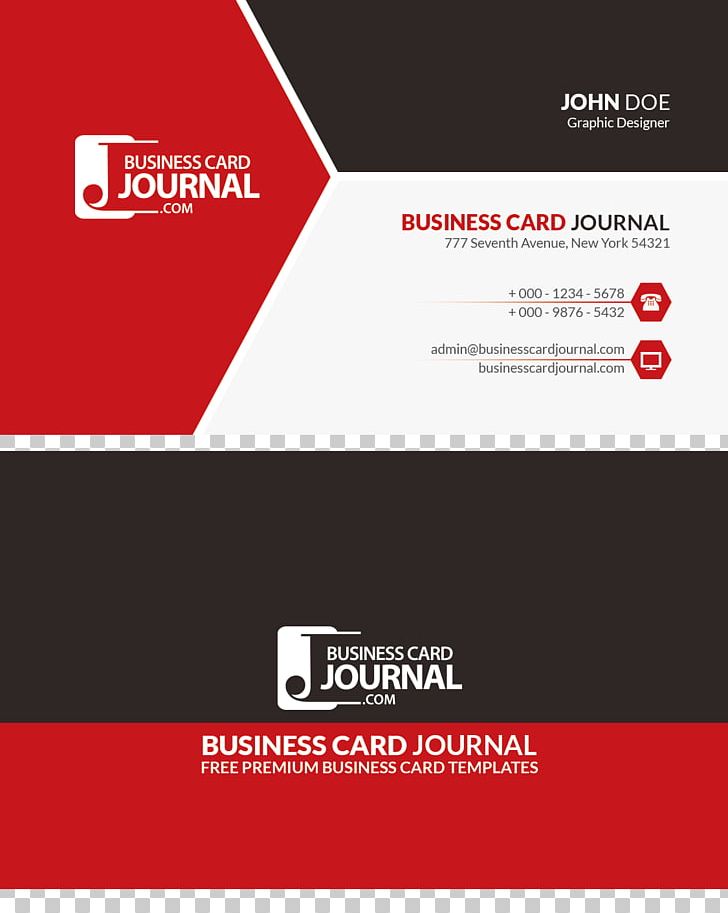 BUSINESS CARD
JOURNAL
.COM
JOHN DOE
Graphic Designer
BUSINESS CARD JOURNAL
777 Seventh Avenue, New York 54321
+ 000 - 1234 - 5678
+ 000 - 9876 - 5432
admin@businesscardjournal.com
businesscardjournal.com
BUSINESS CARD
JOURNAL
.COM
BUSINESS CARD JOURNAL
FREE PREMIUM BUSINESS CARD TEMPLATES